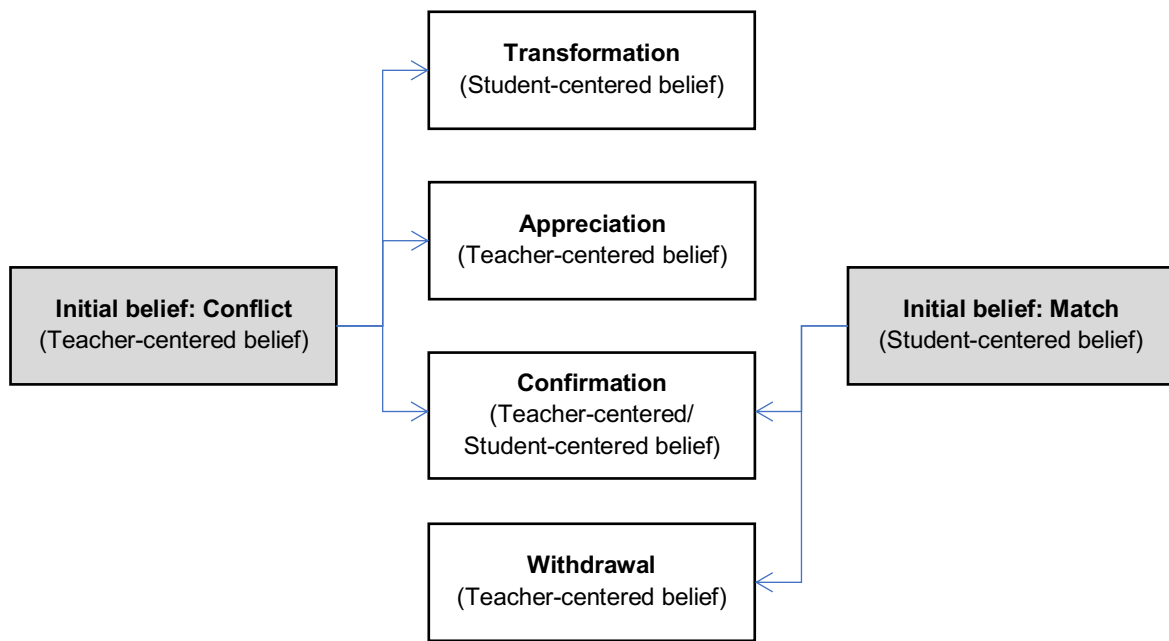 Transformation
(Student-centered belief)
Appreciation
(Teacher-centered belief)
Initial belief: Conflict
(Teacher-centered belief)
Initial belief: Match
(Student-centered belief)
Confirmation
(Teacher-centered/
Student-centered belief)
Withdrawal
(Teacher-centered belief)